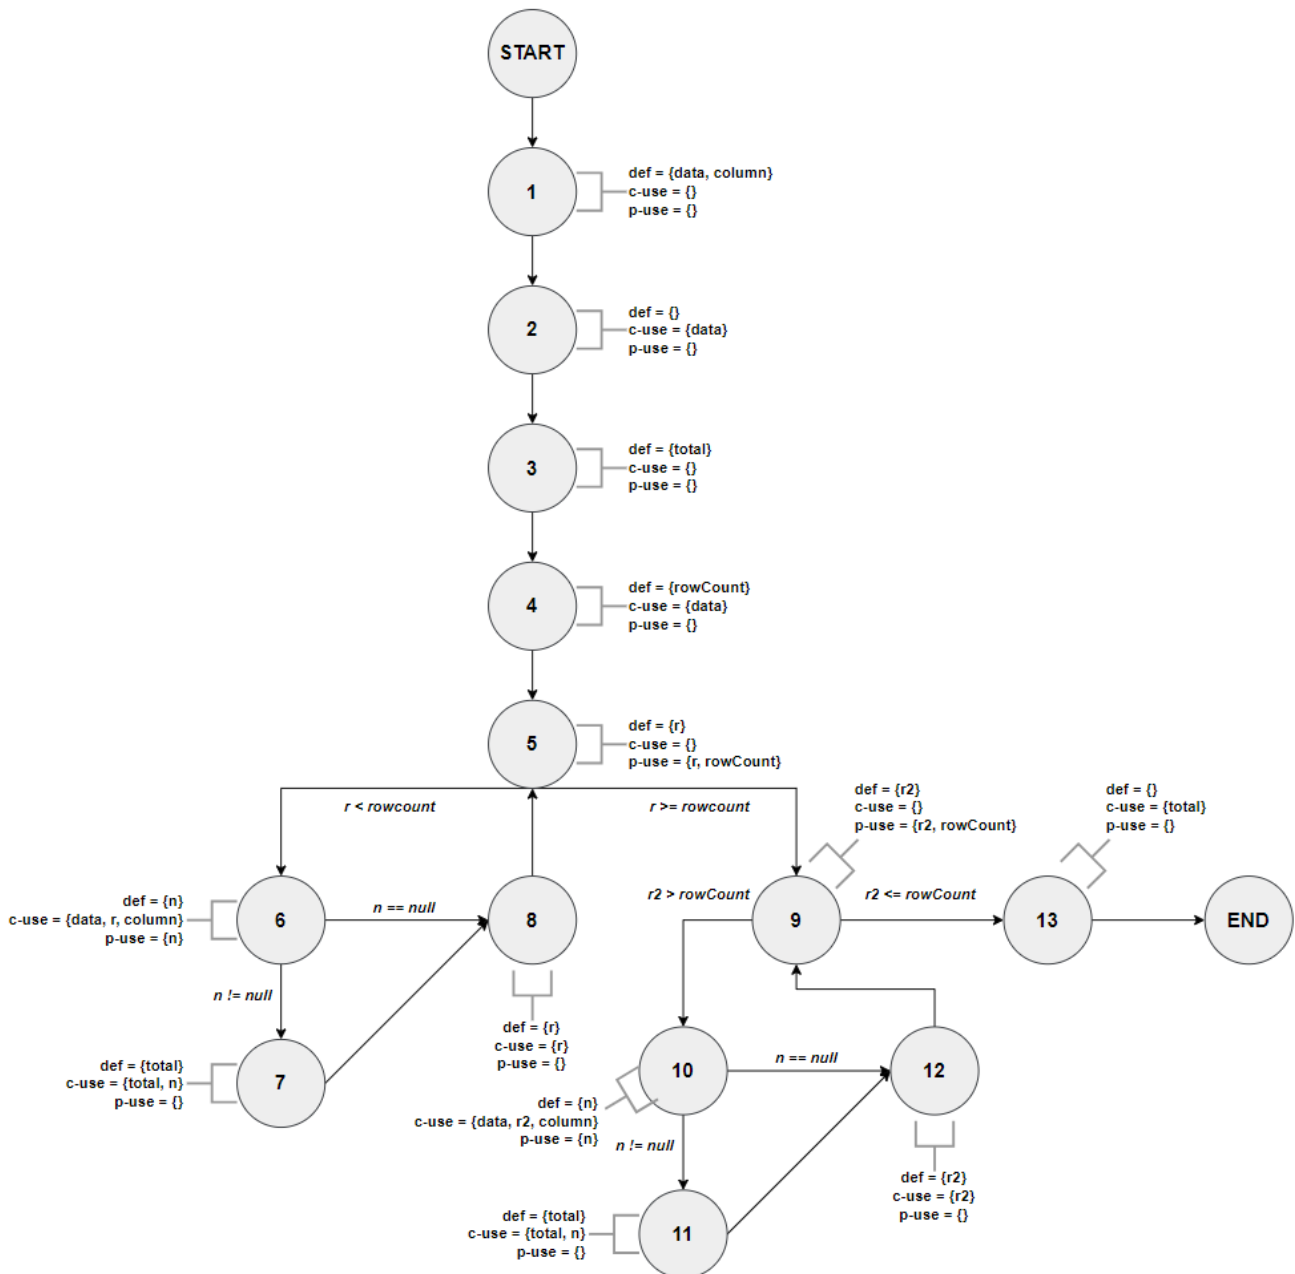 START
1
def = {data, column}
c-use = {}
p-use = {}
2
def = {}
c-use = {data}
p-use = {}
3
def = {total}
c-use = {}
p-use = {}
4
def = {rowCount}
c-use = {data}
p-use = {}
5
def = {r}
c-use = {}
p-use = {r, rowCount}
r < rowcount
r >= rowcount
def = {r2}
c-use = {}
p-use = {r2, rowCount}
def = {}
c-use = {total}
p-use = {}
def = {n}
c-use = {data, r, column}
p-use = {n}
6
n == null
8
r2 > rowCount
9
r2 <= rowCount
13
END
n != null
def = {r}
c-use = {r}
p-use = {}
def = {total}
c-use = {total, n}
p-use = {}
7
10
n == null
12
def = {n}
c-use = {data, r2, column}
p-use = {n}
n != null
def = {r2}
c-use = {r2}
p-use = {}
def = {total}
c-use = {total, n}
p-use = {}
11